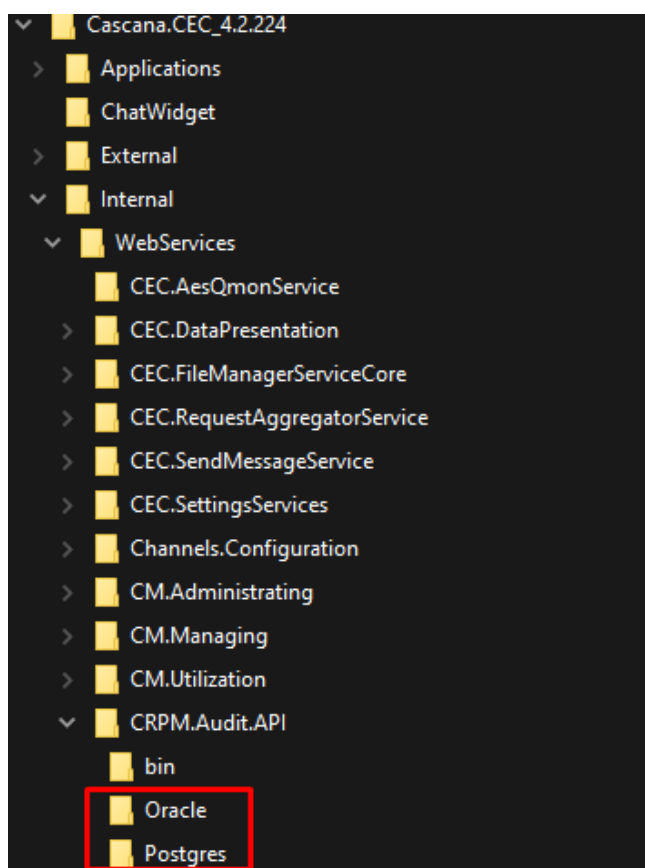 Cascana.CEC_4.2.224
Applications
ChatWidget
External
Internal
WebServices
CEC.AesQmonService
CEC.DataPresentation
CEC.FileManagerServiceCore
CEC.RequestAggregatorService
CEC.SendMessageService
CEC.SettingsServices
Channels.Configuration
CM.Administrating
CM.Managing
CM.Utilization
CRPM.Audit.API
bin
Oracle
Postgres